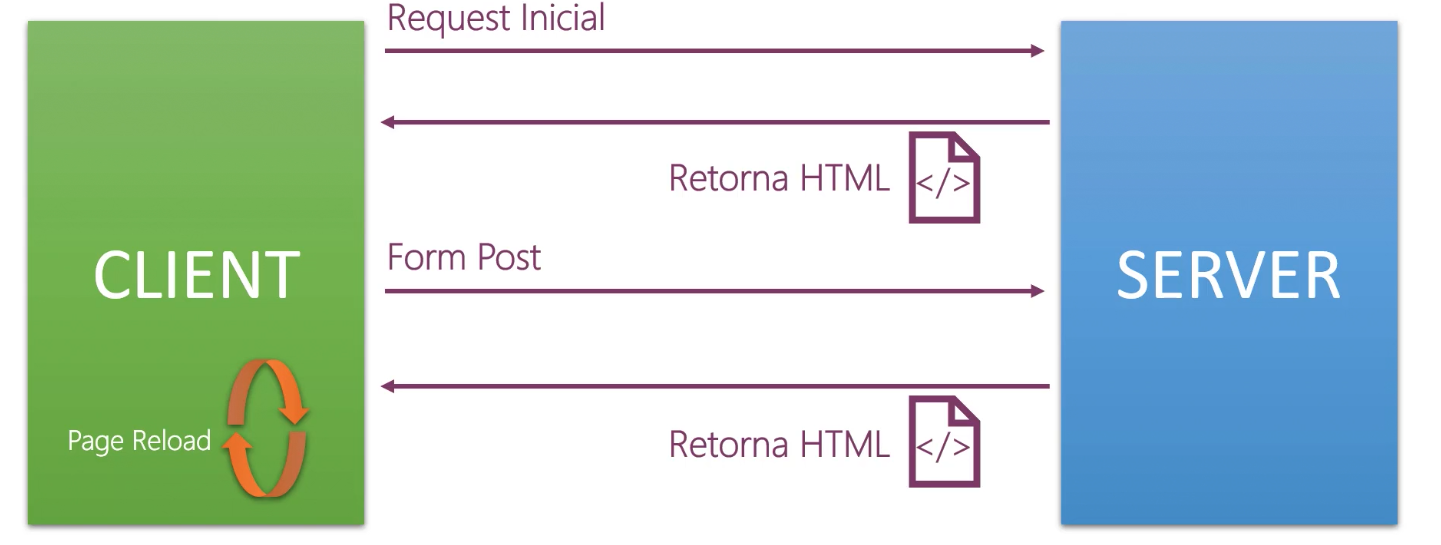 Request Inicial
Retorna HTML
</>
CLIENT
Form Post
SERVER
Page Reload
Retorna HTML
</>